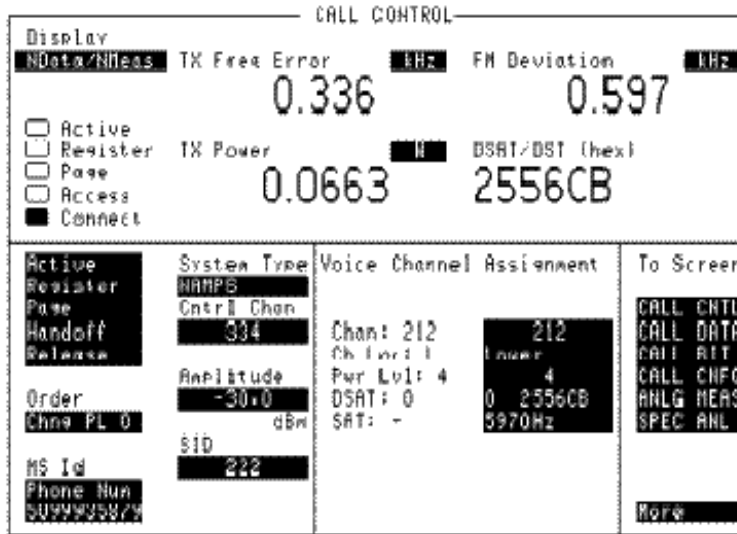 CALL CONTROL
Display
NData/NMeas
TX Freq Error
kHz
0.336
FM Deviation
kHz
0.597
Active
Register
Page
Access
Connect
TX Power
W
0.0663
DSAT/DST (hex)
2556CB
Active
Register
Page
Handoff
Release
Order
Chng PL 0
MS Id
Phone Num
5099935879
System Type
NAMPS
Cntrl Chan
334
Amplitude
-30.0
dBm
SID
222
Voice Channel Assignment
Chan: 212
212
Lower
Pwr Lvl: 4
4
DSAT: 0
0 2556CB
SAT: -
5970Hz
To Screen
CALL CNTL
CALL DATA
CALL BIT
CALL CNFG
ANLG MEAS
SPEC ANL
More